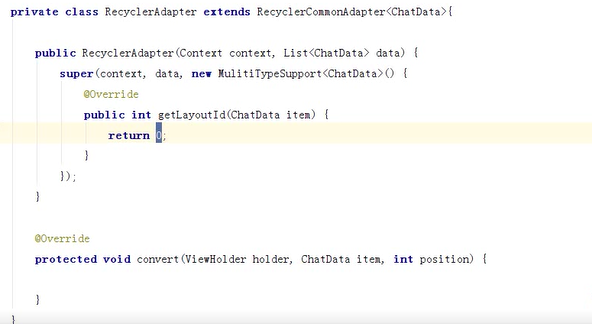 private class RecyclerAdapter extends RecyclerCommonAdapter<ChatData>{
public RecyclerAdapter(Context context, List<ChatData> data) {
super(context, data, new MulitiTypeSupport<ChatData>() {
@Override
public int getLayoutId(ChatData item) {
return 0;
}
});
}
@Override
protected void convert(ViewHolder holder, ChatData item, int position) {
}
}